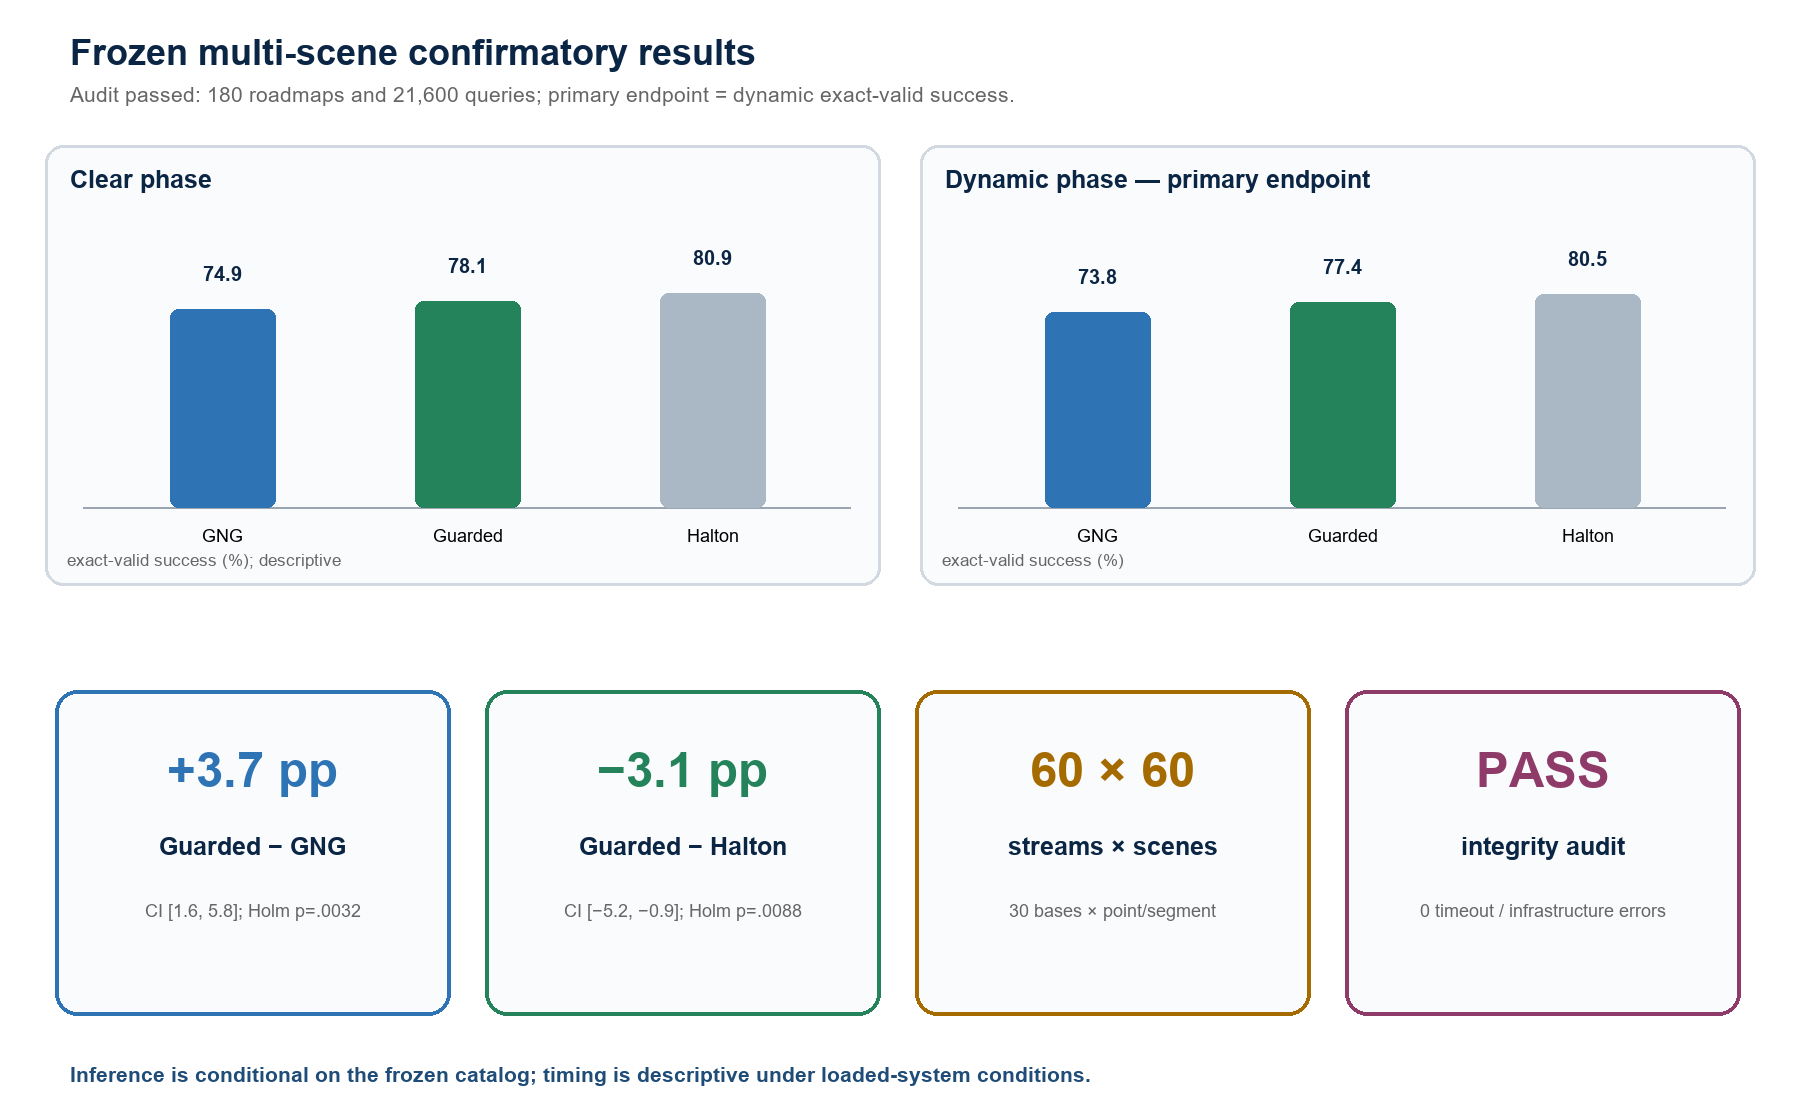 Frozen multi-scene confirmatory results
Audit passed: 180 roadmaps and 21,600 queries; primary endpoint = dynamic exact-valid success.
Clear phase
74.9
78.1
80.9
GNG
Guarded
Halton
exact-valid success (%); descriptive
Dynamic phase — primary endpoint
73.8
77.4
80.5
GNG
Guarded
Halton
exact-valid success (%)
+3.7 pp
Guarded − GNG
CI [1.6, 5.8]; Holm p=.0032
−3.1 pp
Guarded − Halton
CI [−5.2, −0.9]; Holm p=.0088
60 × 60
streams × scenes
30 bases × point/segment
PASS
integrity audit
0 timeout / infrastructure errors
Inference is conditional on the frozen catalog; timing is descriptive under loaded-system conditions.